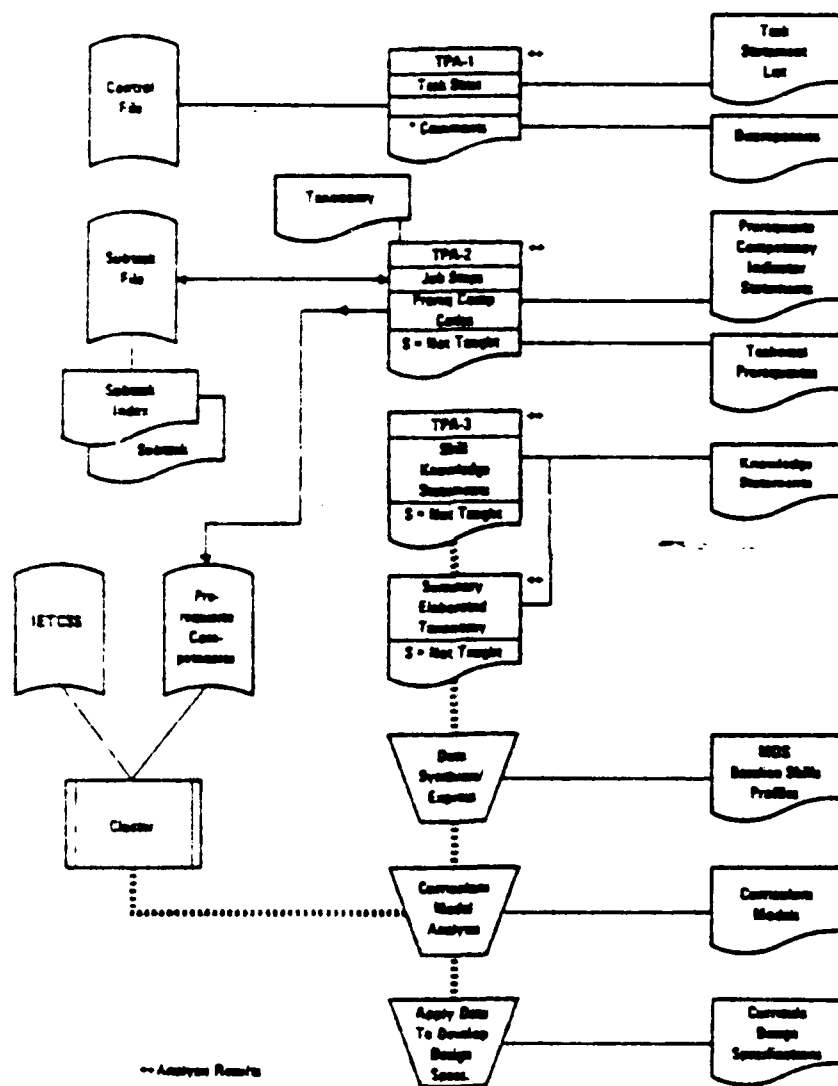 Control
File
TPA-1
Task Steps
* Comments
Task
Statement
List
Discrepancies
Taxonomy
Subtask
File
TPA-2
Job Steps
Prereq Comp
Codes
S = Not Taught
Prerequisite
Competency
Indicator
Statements
Technical
Prerequisites
Subtask
Index
Subtask
TPA-3
Skill
Knowledge
Statements
S = Not Taught
Knowledge
Statements
IETCSS
Pre-
requisite
Com-
petencies
Summary
Elaborated
Taxonomy
S = Not Taught
Data
Synthesis/
Express
MOS
Baseline Skills
Profiles
Cluster
Curriculum
Model
Analysis
Curriculum
Models
Apply Data
To Develop
Design
Specs.
Design
Specifications
↔ Analysis Results